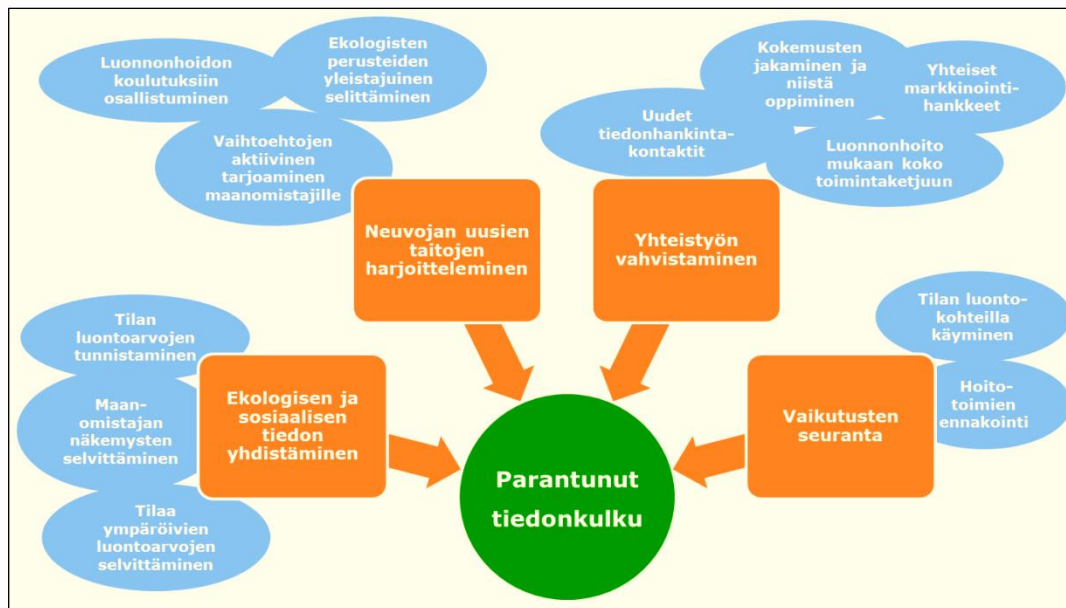 Luonnonhoidon
koulutuksiin
osallistuminen
Ekologisten
perusteiden
yleistajuinen
selittäminen
Vaihtoehtojen
aktiivinen
tarjoaminen
maanomistajille
Neuvojan uusien
taitojen
harjoitteleminen
Kokemusten
jakaminen ja
niistä
oppiminen
Yhteiset
markkinointi-
hankkeet
Uudet
tiedonhankinta-
kontaktit
Luonnonhoito
mukaan koko
toimintaketjuun
Yhteistyön
vahvistaminen
Tilan
luontoarvojen
tunnistaminen
Maan-
omistajan
näkemysten
selvittäminen
Tilaa
ympäröivien
luontoarvojen
selvittäminen
Ekologisen ja
sosiaalisen
tiedon
yhdistäminen
Tilan luonto-
kohteilla
käyminen
Hoito-
toimien
ennakointi
Vaikutusten
seuranta
Parantunut
tiedonkulku